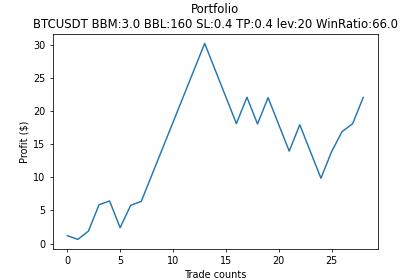 Portfolio
BTCUSDT BBM:3.0 BBL:160 SL:0.4 TP:0.4 lev:20 WinRatio:66.0
30
25
20
15
10
5
0
Profit ($)
0 5 10 15 20 25
Trade counts